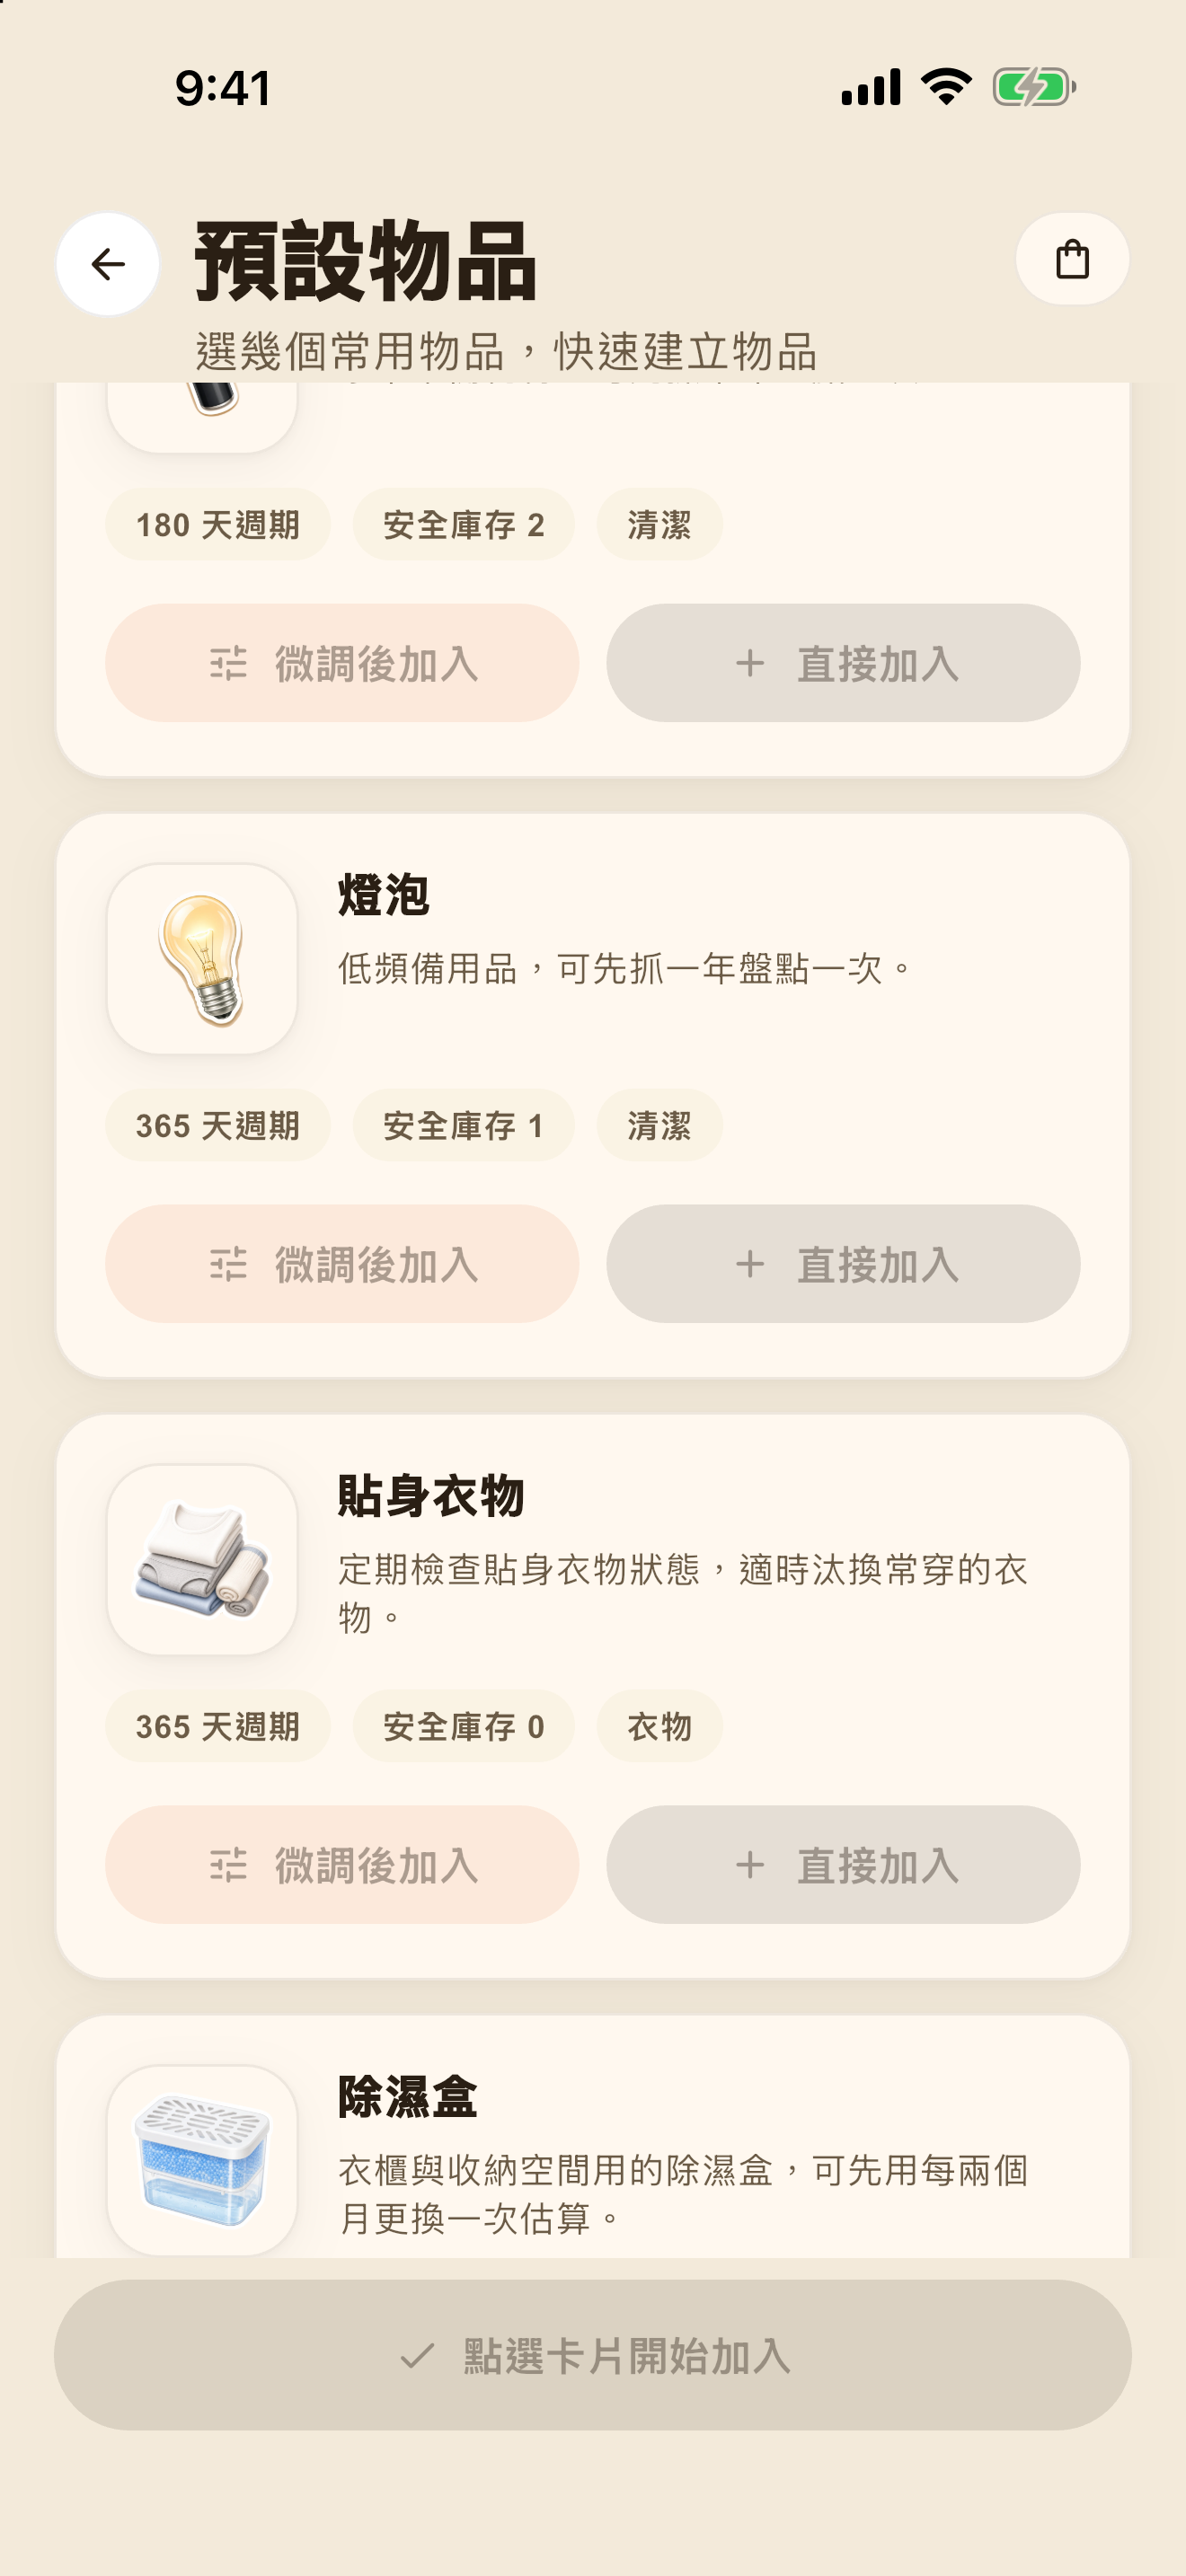 9:41
預設物品
選幾個常用物品，快速建立物品
180 天週期
安全庫存 2
清潔
微調後加入
直接加入
燈泡
低頻備用品，可先抓一年盤點一次。
365 天週期
安全庫存 1
清潔
微調後加入
直接加入
貼身衣物
定期檢查貼身衣物狀態，適時汰換常穿的衣
物。
365 天週期
安全庫存 0
衣物
微調後加入
直接加入
除濕盒
衣櫃與收納空間用的除濕盒，可先用每兩個
月更換一次估算。
點選卡片開始加入